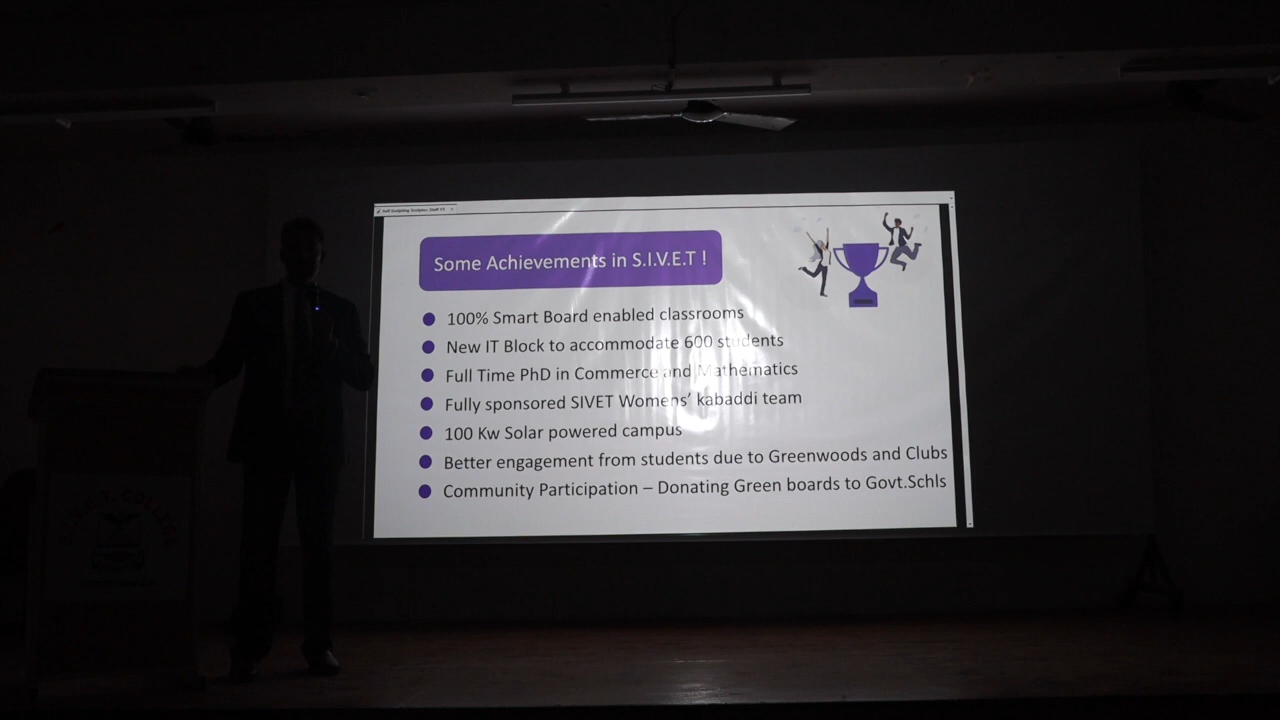 Some Achievements in S.I.V.E.T !
100% Smart Board enabled classrooms
New IT Block to accommodate 600 students
Full Time PhD in Commerce and Mathematics
Fully sponsored SIVET Womens' kabaddi team
100 Kw Solar powered campus
Better engagement from students due to Greenwoods and Clubs
Community Participation – Donating Green boards to Govt.Schls
COLLEGE